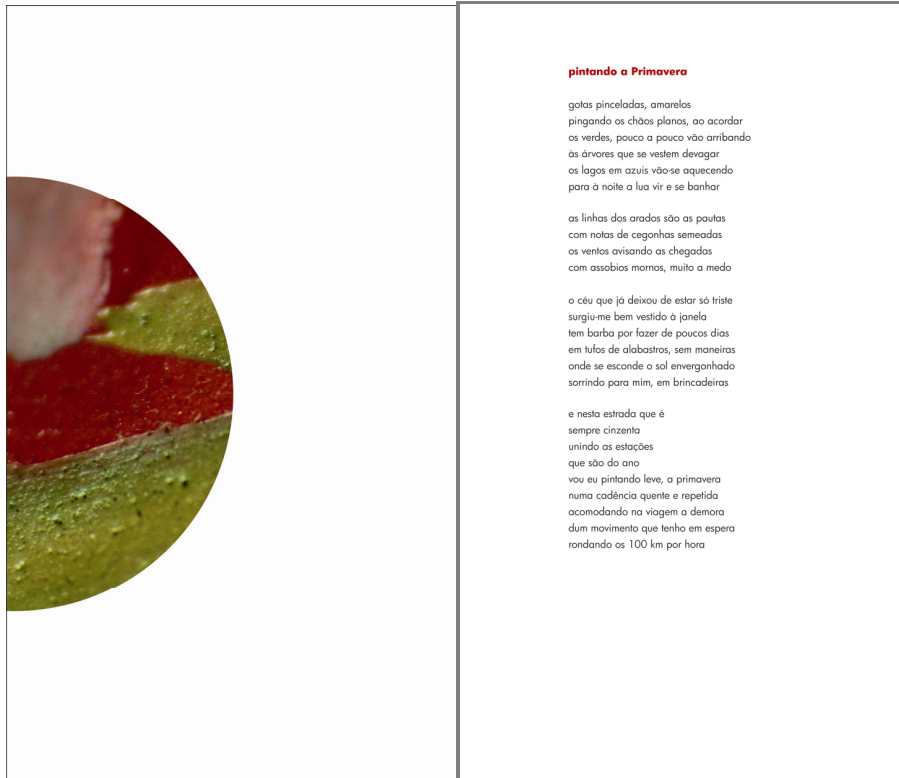 pintando a Primavera
gotas pinceladas, amarelos
pingando os chãos planos, ao acordar
os verdes, pouco a pouco vão arribando
às árvores que se vestem devagar
os lagos em azuis vão-se aquecendo
para à noite a lua vir e se banhar
as linhas dos arados são as pautas
com notas de cegonhas semeadas
os ventos avisando as chegadas
com assobios mornos, muito a medo
o céu que já deixou de estar só triste
surgiu-me bem vestido à janela
tem barba por fazer de poucos dias
em tufos de alabastros, sem maneiras
onde se esconde o sol envergonhado
sorrindo para mim, em brincadeiras
e nesta estrada que é
sempre cinzenta
unindo as estações
que são do ano
vou eu pintando leve, a primavera
numa cadência quente e repetida
acomodando na viagem a demora
dum movimento que tenho em espera
rondando os 100 km por hora